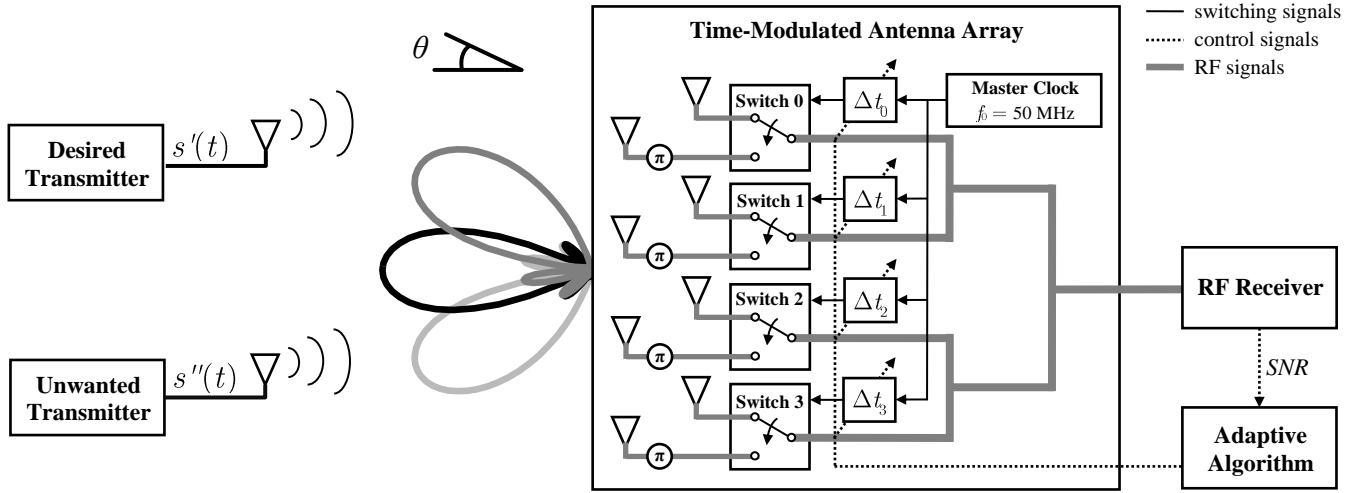 switching signals
control signals
RF signals
Time-Modulated Antenna Array
θ
Switch 0
Δt₀
Master Clock
f₀ = 50 MHz
π
Desired
Transmitter
s′(t)
Switch 1
Δt₁
π
Switch 2
Δt₂
RF Receiver
π
Unwanted
Transmitter
s′′(t)
SNR
Switch 3
Δt₃
π
Adaptive
Algorithm